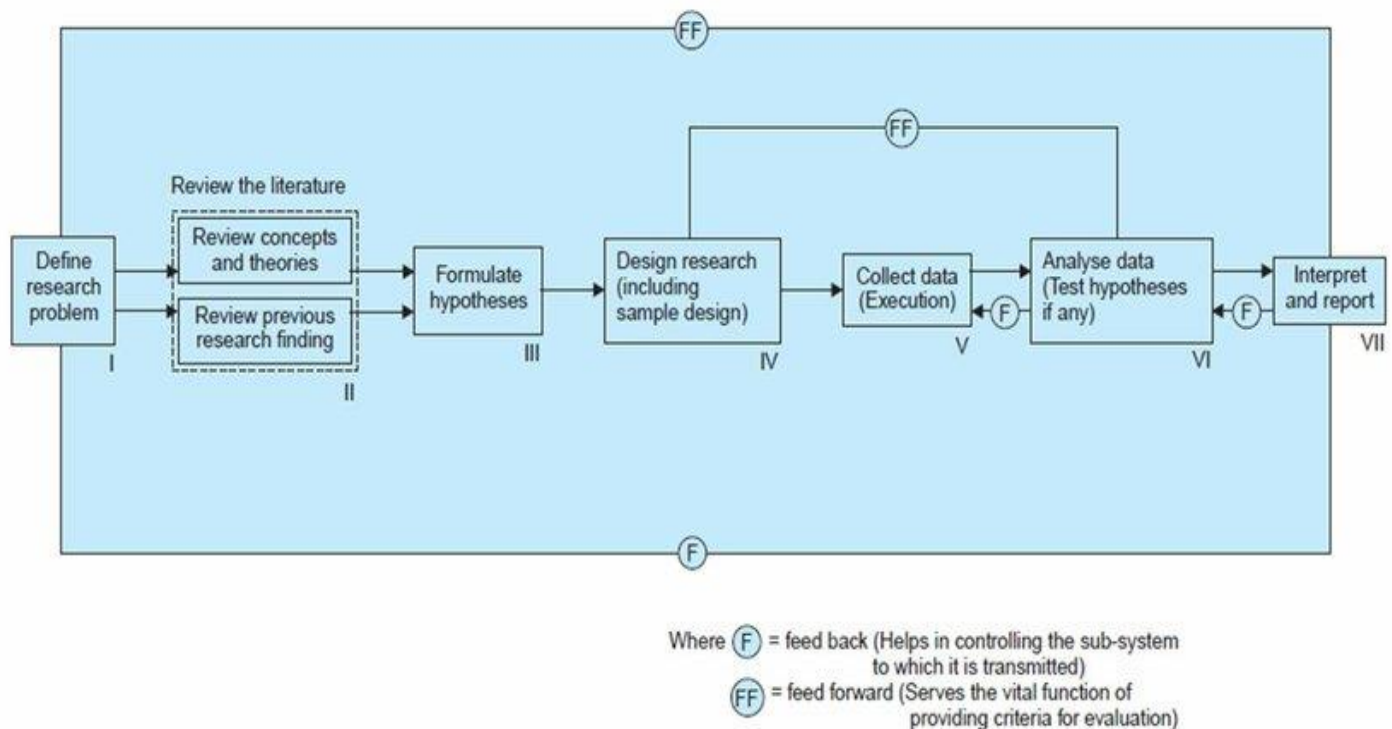 FF
FF
Review the literature
Define
research
problem
I
Review concepts
and theories
Review previous
research finding
II
Formulate
hypotheses
III
Design research
(including
sample design)
IV
Collect data
(Execution)
V
F
Analyse data
(Test hypotheses
if any)
VI
F
Interpret
and report
VII
F
Where F = feed back (Helps in controlling the sub-system
to which it is transmitted)
FF = feed forward (Serves the vital function of
providing criteria for evaluation)